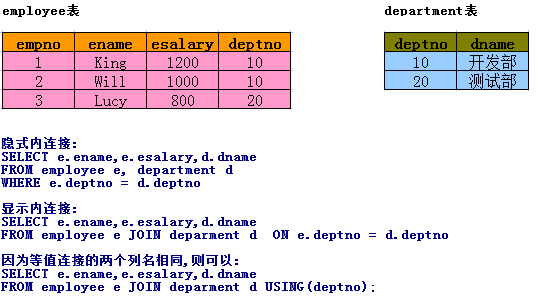 employee表
department表
empno ename esalary deptno
1 King 1200 10
2 Will 1000 10
3 Lucy 800 20
deptno dname
10 开发部
20 测试部
隐式内连接:
SELECT e.ename,e.esalary,d.dname
FROM employee e, department d
WHERE e.deptno = d.deptno
显示内连接:
SELECT e.ename,e.esalary,d.dname
FROM employee e JOIN deparment d  ON e.deptno = d.deptno
因为等值连接的两个列名相同,则可以:
SELECT e.ename,e.esalary,d.dname
FROM employee e JOIN deparment d USING(deptno);